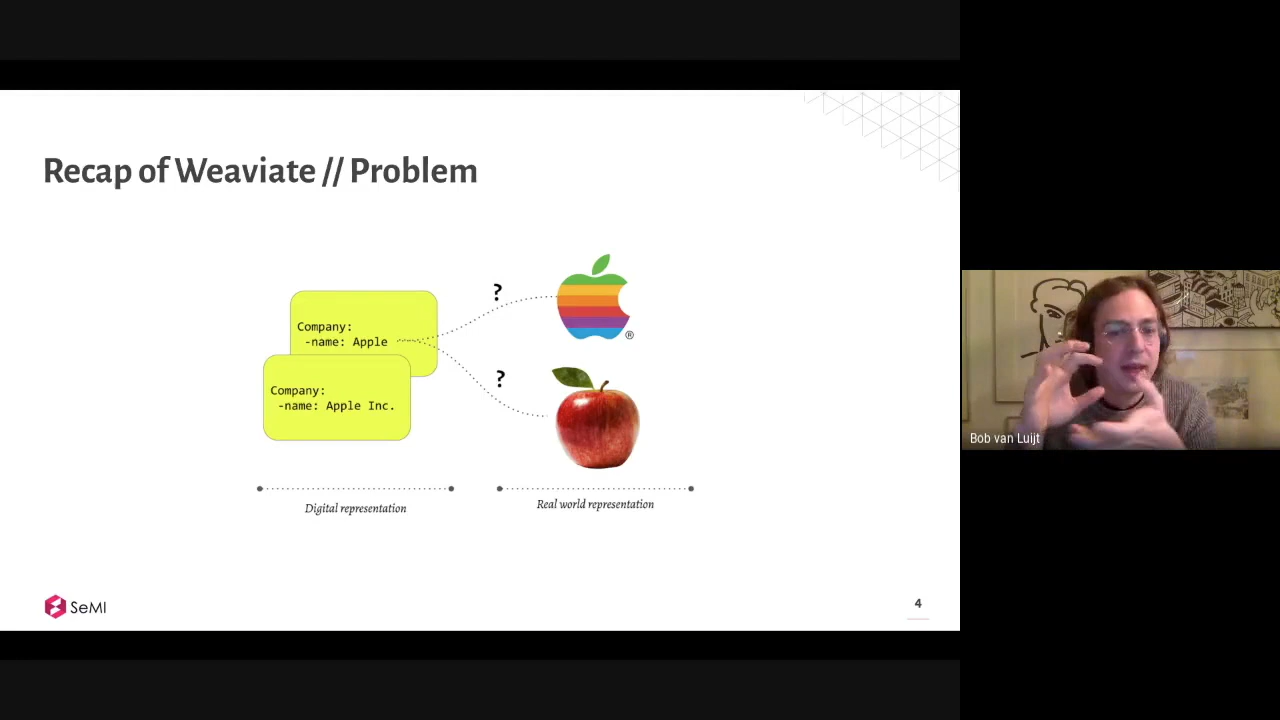 Recap of Weaviate // Problem
?
Company:
-name: Apple
®
?
Company:
-name: Apple Inc.
Digital representation
Real world representation
Bob van Luijt
SeMI
4